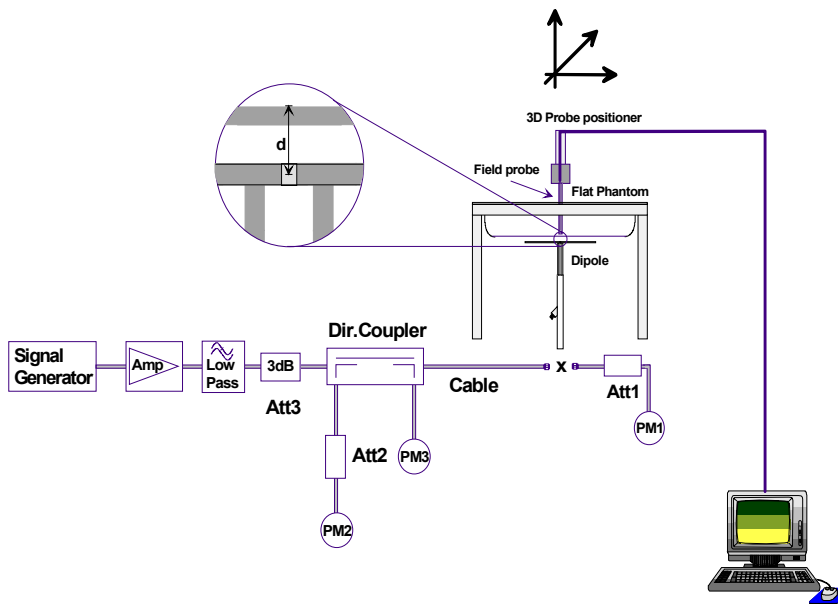 3D Probe positioner
d
Field probe
Flat Phantom
Dipole
Dir.Coupler
Signal
Generator
Amp
Low
Pass
3dB
Att3
Cable
x
Att1
PM1
Att2
PM3
PM2